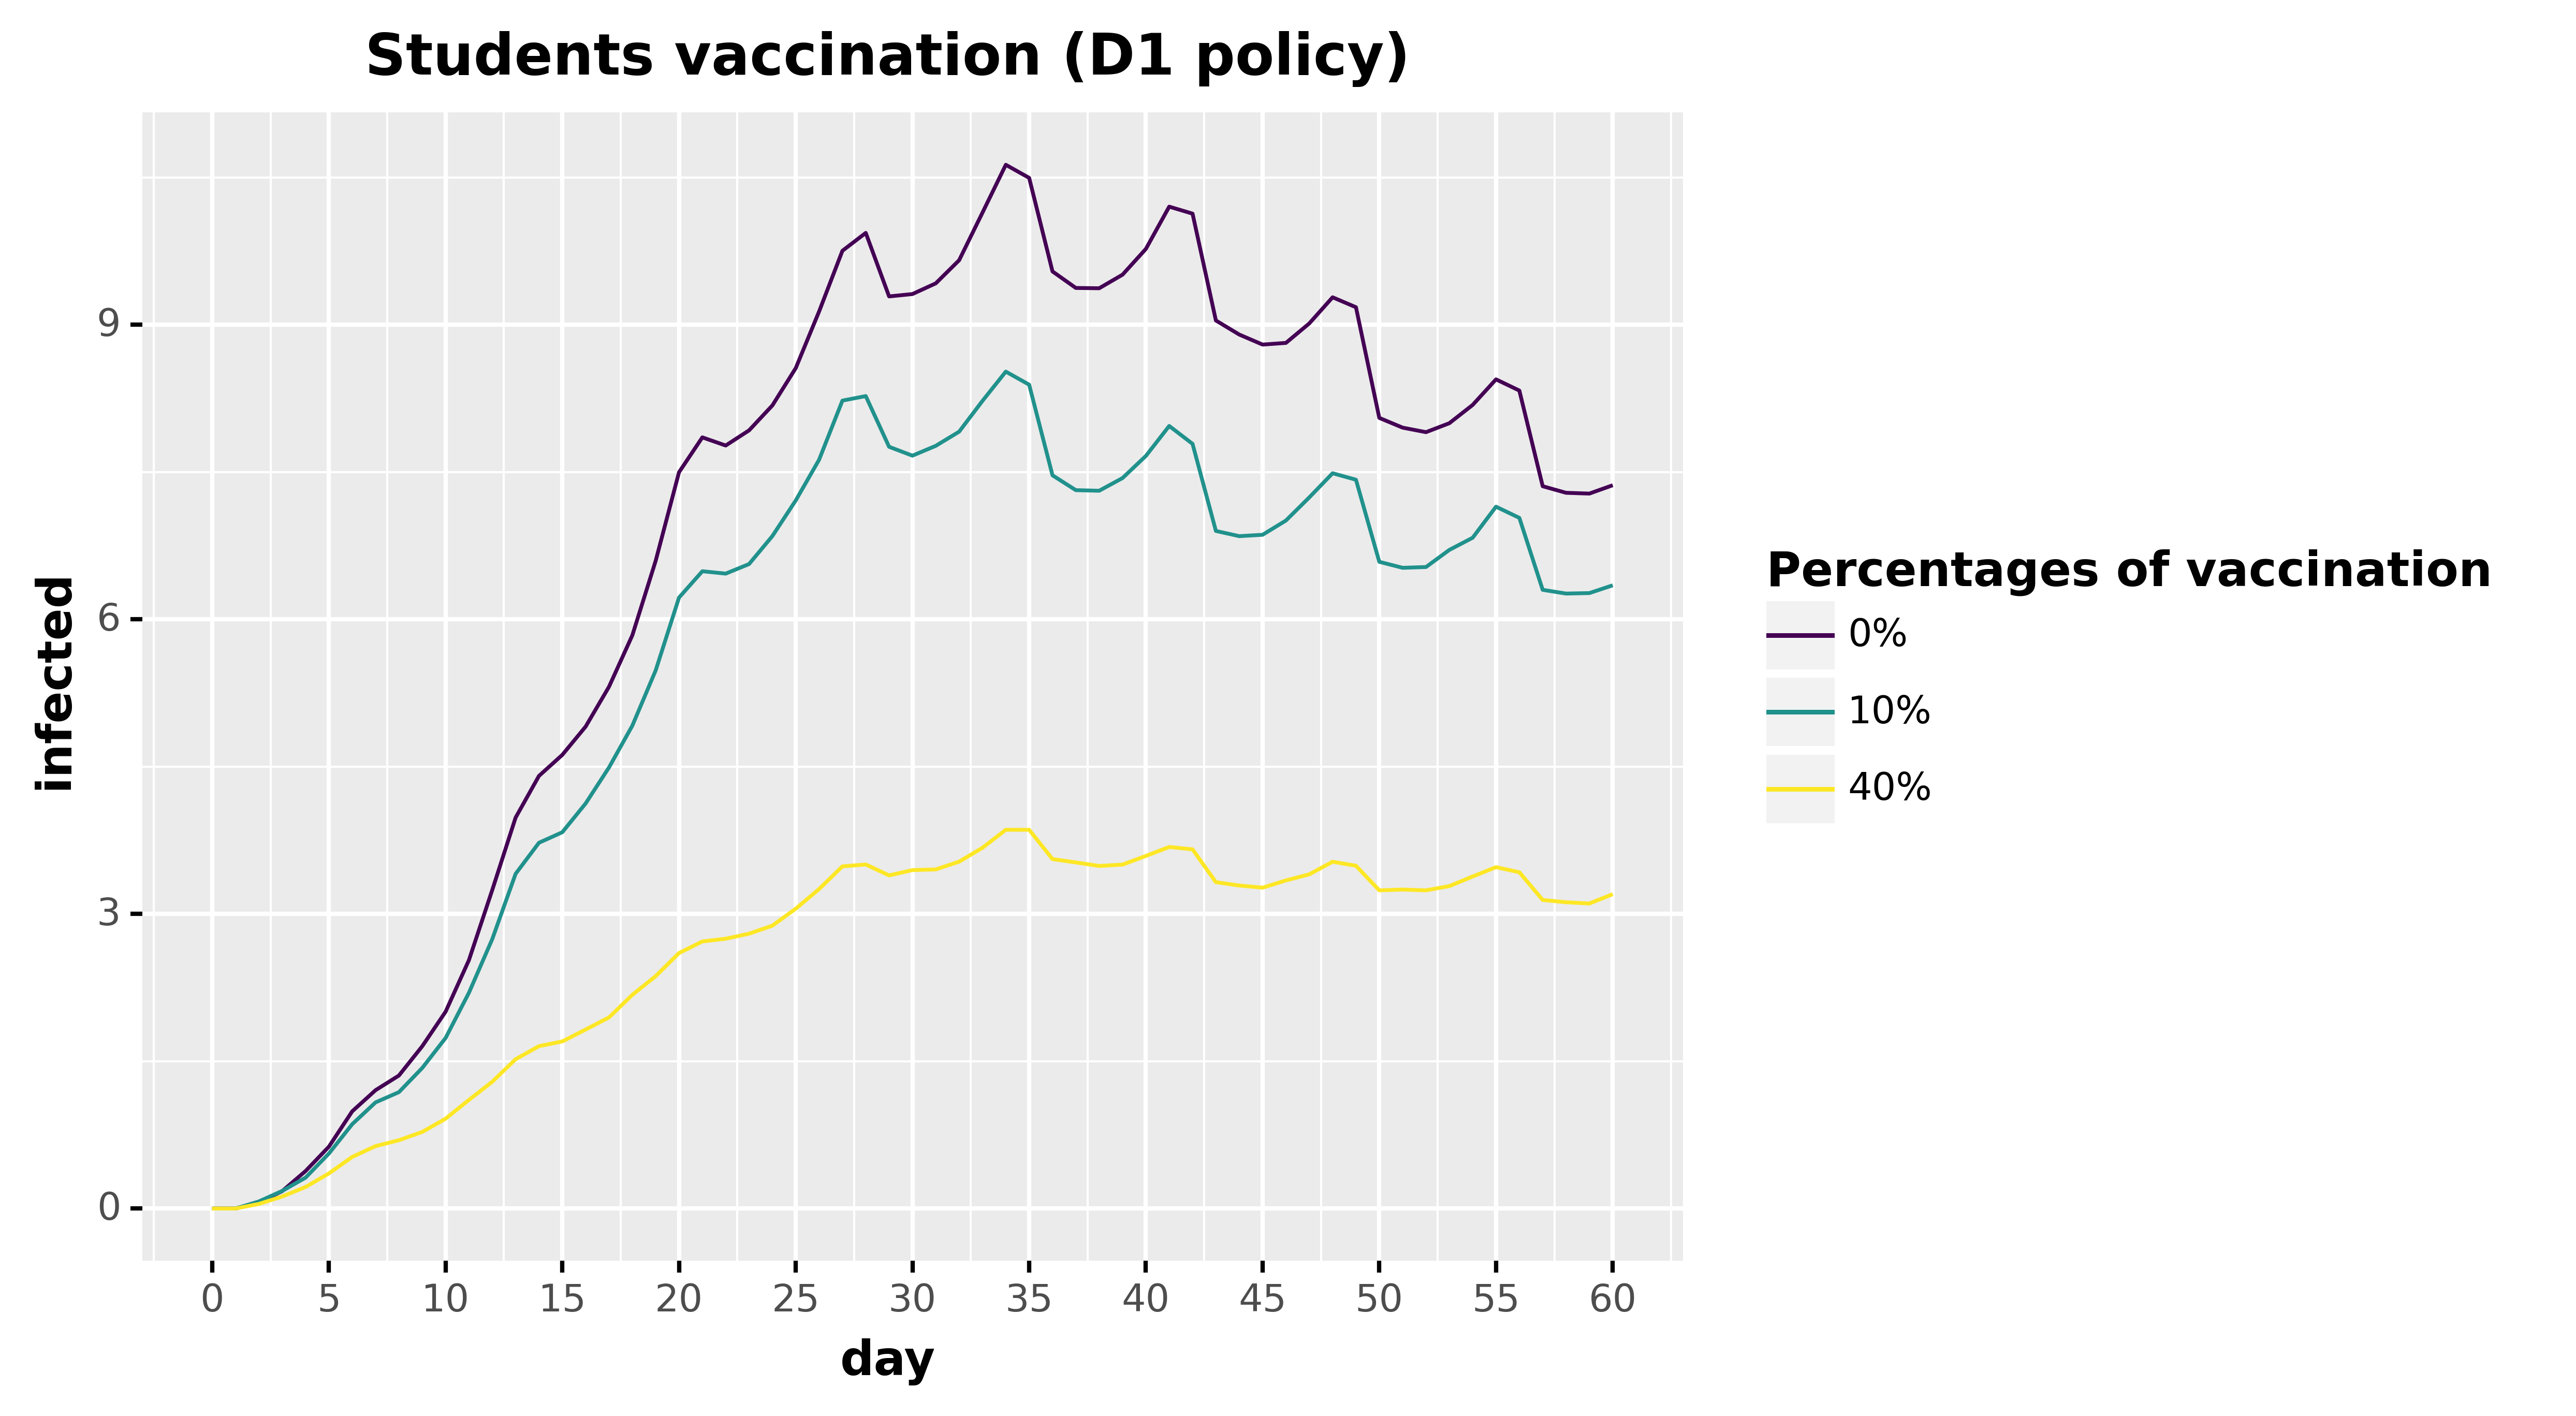 Students vaccination (D1 policy)
infected
9
6
3
0
0 5 10 15 20 25 30 35 40 45 50 55 60
day
Percentages of vaccination
0%
10%
40%